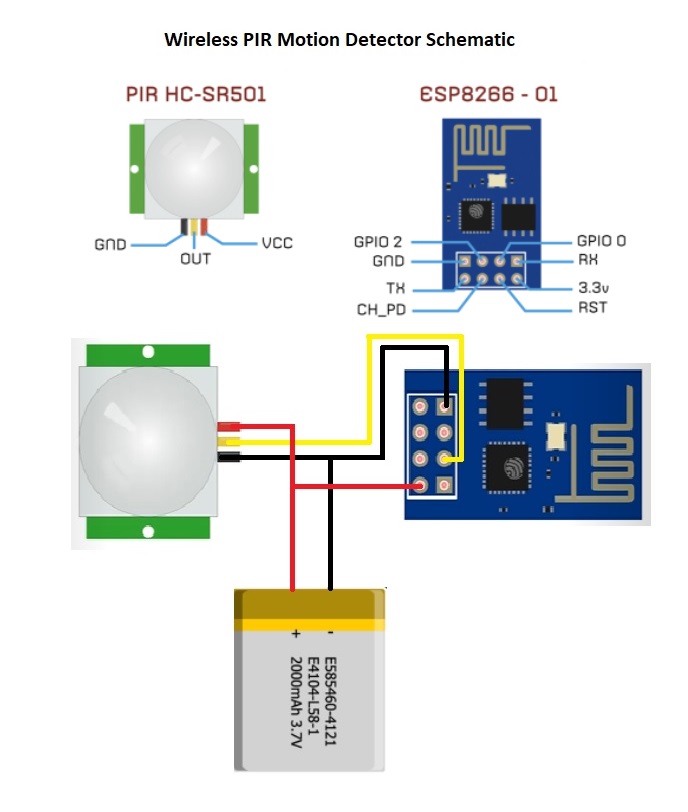 Wireless PIR Motion Detector Schematic
PIR HC-SR501
ESP8266 - 01
GND
OUT
VCC
GPIO 2
GPIO 0
GND
RX
TX
3.3v
CH_PD
RST
+ -
E585460-4121
E4104-L58-1
2000mAh 3.7V